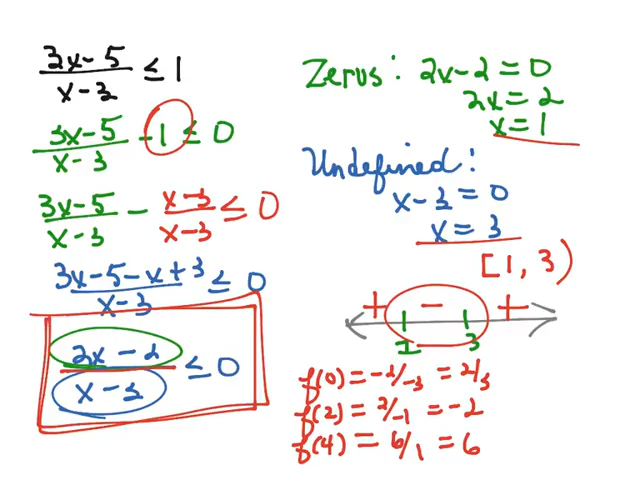 (3x-5)/(x-3) ≤ 1
(3x-5)/(x-3) - 1 ≤ 0
(3x-5)/(x-3) - (x-3)/(x-3) ≤ 0
(3x-5-x+3)/(x-3) ≤ 0
(2x-2)/(x-3) ≤ 0
Zeros: 2x-2=0
2x=2
x=1
Undefined:
x-3=0
x=3
[1, 3)
+ - +
1 3
f(0) = -2/-3 = 2/3
f(2) = 2/-1 = -2
f(4) = 6/1 = 6